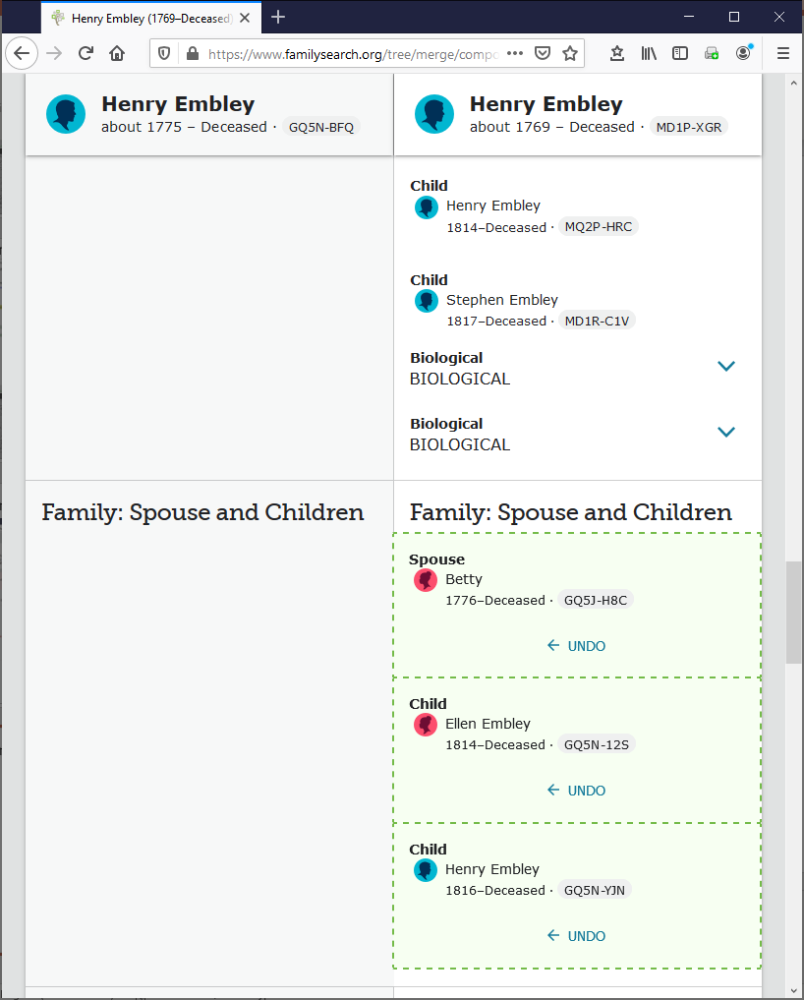 Henry Embley (1769–Deceased)
https://www.familysearch.org/tree/merge/compa
Henry Embley
about 1775 – Deceased · GQ5N-BFQ
Henry Embley
about 1769 – Deceased · MD1P-XGR
Child
Henry Embley
1814–Deceased · MQ2P-HRC
Child
Stephen Embley
1817–Deceased · MD1R-C1V
Biological
BIOLOGICAL
Biological
BIOLOGICAL
Family: Spouse and Children
Family: Spouse and Children
Spouse
Betty
1776–Deceased · GQ5J-H8C
← UNDO
Child
Ellen Embley
1814–Deceased · GQ5N-12S
← UNDO
Child
Henry Embley
1816–Deceased · GQ5N-YJN
← UNDO